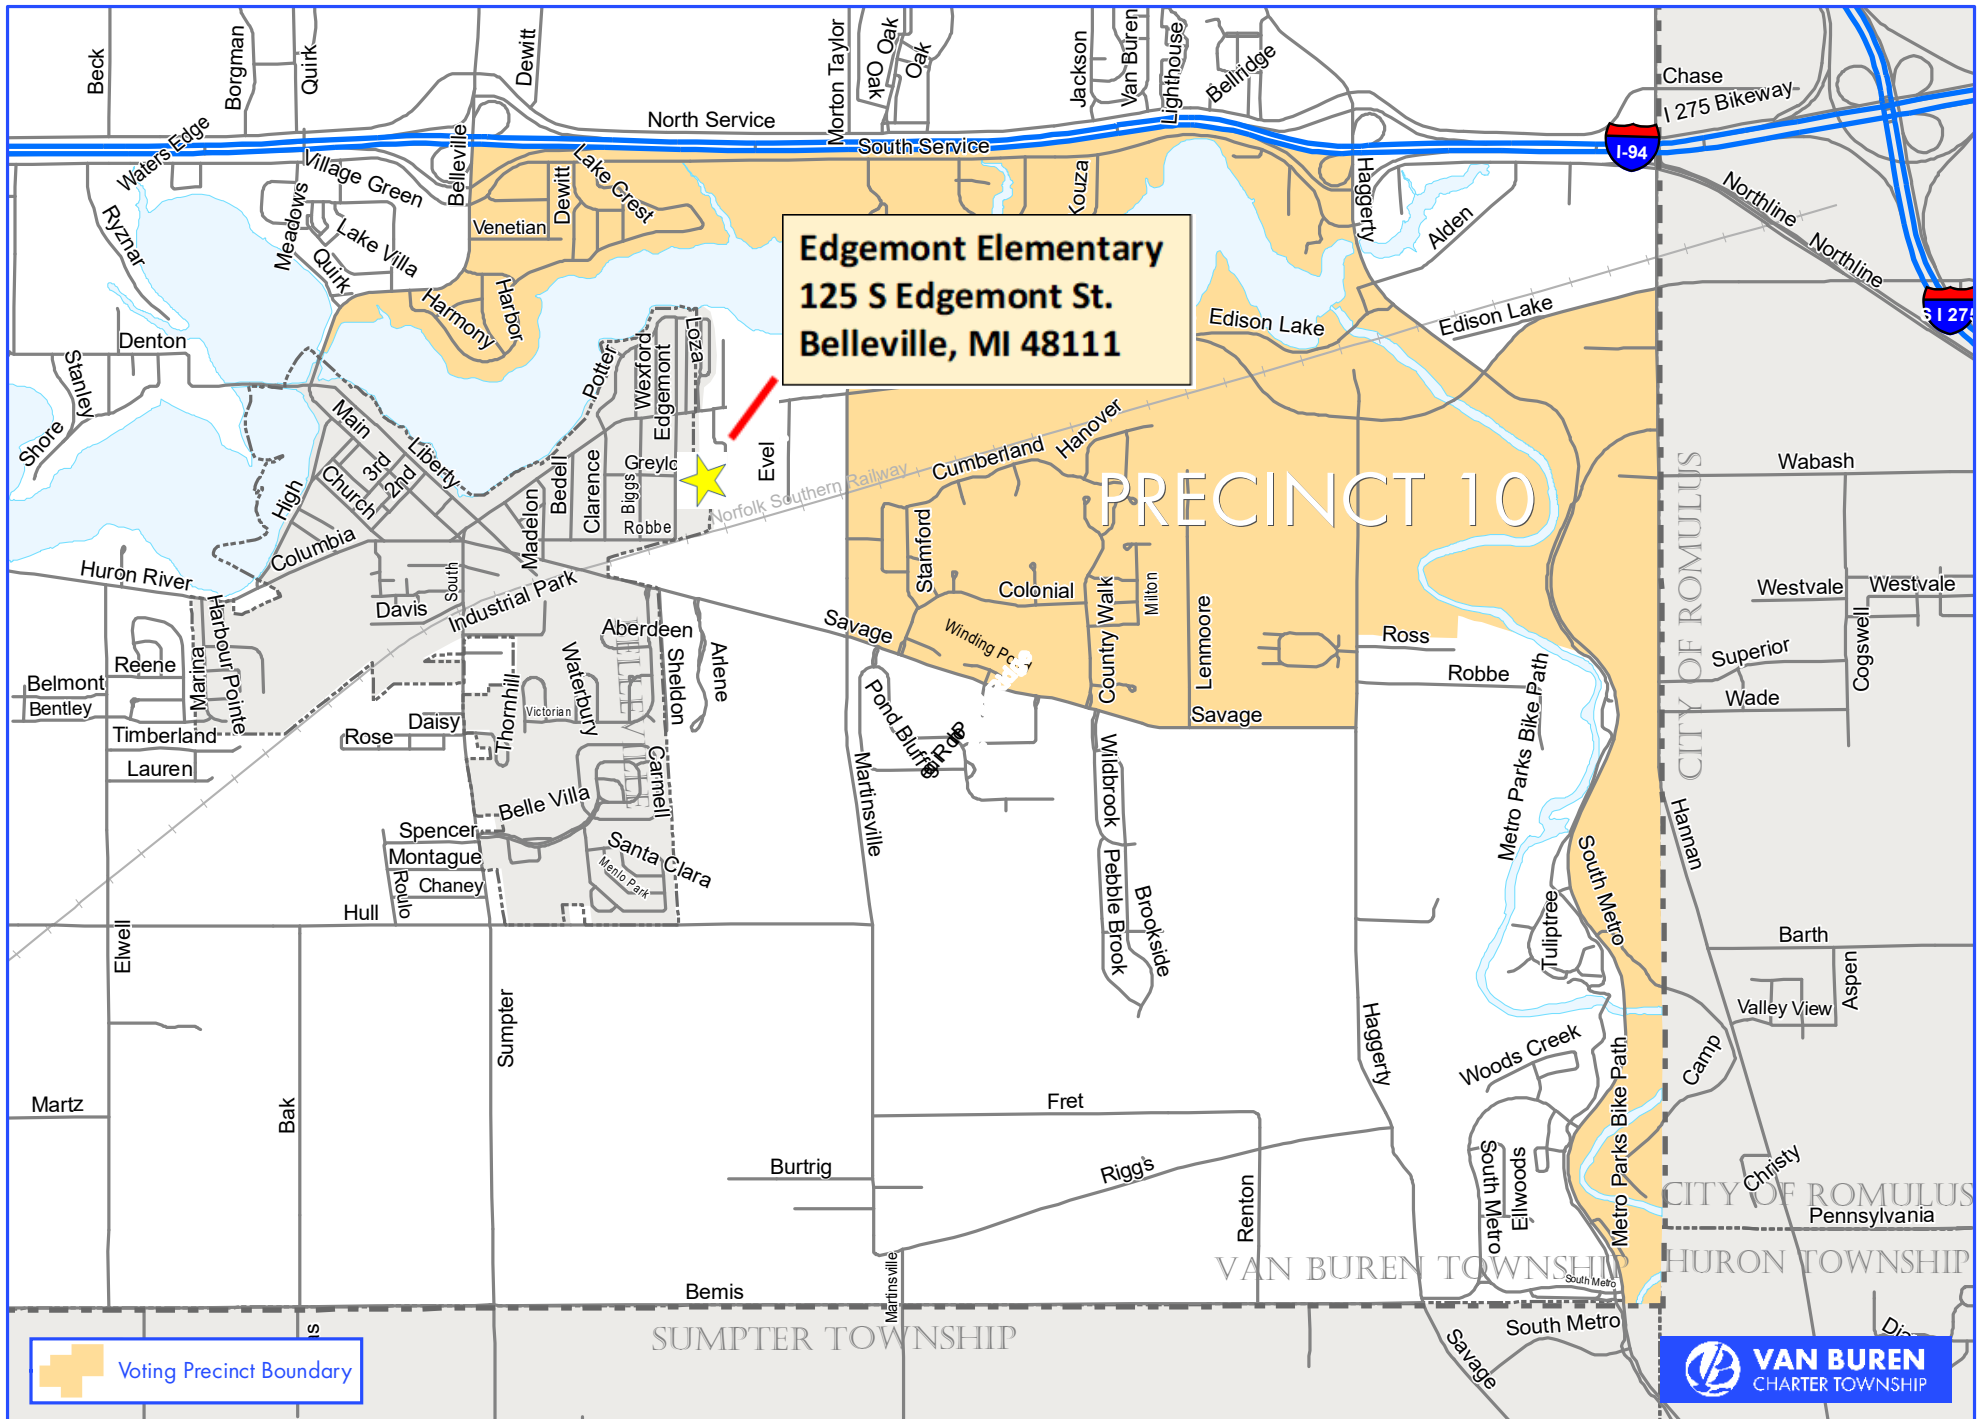 Beck
Borgman
Quirk
Dewitt
Morton Taylor
Oak
Oak
Oak
Jackson
Van Buren
Lighthouse
Bellridge
Chase
I 275 Bikeway
North Service
South Service
I-94
Waters Edge
Village Green
Belleville
Lake Crest
Dewitt
Kouza
Haggerty
Northline
Northline
Ryznar
Meadows
Lake Villa
Quirk
Venetian
Alden
Edgemont Elementary
125 S Edgemont St.
Belleville, MI 48111
Harmony
Harbor
Edison Lake
Edison Lake
S I 275
Denton
Stanley
Shore
Potter
Wexford
Edgemont
Loza
Main
Liberty
3rd
2nd
Church
High
Columbia
Madelon
Bedell
Clarence
Biggs
Greylo
Robbe
Evel
Norfolk Southern Railway
Cumberland
Hanover
PRECINCT 10
CITY OF ROMULUS
Wabash
Stamford
Colonial
Country Walk
Milton
Lenmoore
Westvale
Westvale
Cogswell
Superior
Wade
Huron River
Harbour Pointe
Marina
Davis
South
Industrial Park
Savage
Winding Pond
Ross
Robbe
Savage
Reene
Belmont
Bentley
Timberland
Lauren
Rose
Daisy
Thornhill
Victorian
Waterbury
Aberdeen
Sheldon
Arlene
BELLEVILLE
Carmell
Belle Villa
Santa Clara
Menlo Park
Spencer
Montague
Chaney
Roulo
Hull
Pond Bluff
Martinsville
Widbrook
Pebble Brook
Brookside
Metro Parks Bike Path
South Metro
Tuliptree
Hannan
Barth
Aspen
Valley View
Camp
Elwell
Sumpter
Bak
Martz
Haggerty
Woods Creek
Fret
Burtrig
Riggs
Renton
South Metro
Ellwoods
Metro Parks Bike Path
Christy
CITY OF ROMULUS
Pennsylvania
VAN BUREN TOWNSHIP
HURON TOWNSHIP
South Metro
Bemis
Martinsville
SUMPTER TOWNSHIP
South Metro
Savage
Voting Precinct Boundary
VAN BUREN
CHARTER TOWNSHIP